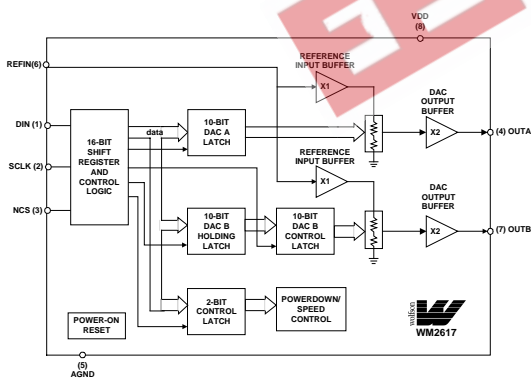 VDD
(8)
REFIN(6)
REFERENCE
INPUT BUFFER
X1
DAC
OUTPUT
BUFFER
X2
(4) OUTA
DIN (1)
SCLK (2)
NCS (3)
16-BIT
SHIFT
REGISTER
AND
CONTROL
LOGIC
data
10-BIT
DAC A
LATCH
REFERENCE
INPUT BUFFER
X1
10-BIT
DAC B
HOLDING
LATCH
10-BIT
DAC B
CONTROL
LATCH
DAC
OUTPUT
BUFFER
X2
(7) OUTB
2-BIT
CONTROL
LATCH
POWERDOWN/
SPEED
CONTROL
POWER-ON
RESET
wolfson
WM2617
(5)
AGND